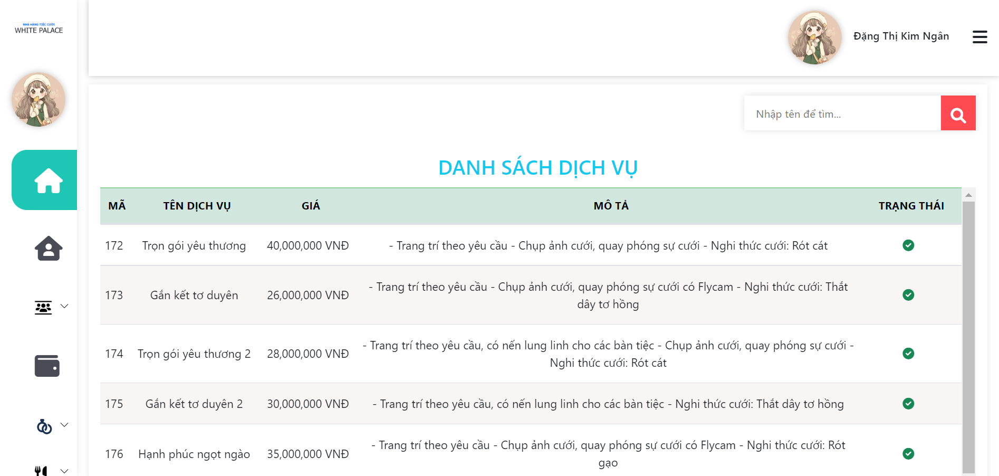 NHÀ HÀNG TIỆC CƯỚI
WHITE PALACE
Đặng Thị Kim Ngân
Nhập tên để tìm...
DANH SÁCH DỊCH VỤ
MÃ TÊN DỊCH VỤ GIÁ MÔ TẢ TRẠNG THÁI
172 Trọn gói yêu thương 40,000,000 VNĐ - Trang trí theo yêu cầu - Chụp ảnh cưới, quay phóng sự cưới - Nghi thức cưới: Rót cát
173 Gắn kết tơ duyên 26,000,000 VNĐ - Trang trí theo yêu cầu - Chụp ảnh cưới, quay phóng sự cưới có Flycam - Nghi thức cưới: Thắt
dây tơ hồng
174 Trọn gói yêu thương 2 28,000,000 VNĐ - Trang trí theo yêu cầu, có nến lung linh cho các bàn tiệc - Chụp ảnh cưới, quay phóng sự cưới -
Nghi thức cưới: Rót cát
175 Gắn kết tơ duyên 2 30,000,000 VNĐ - Trang trí theo yêu cầu, có nến lung linh cho các bàn tiệc - Nghi thức cưới: Thắt dây tơ hồng
176 Hạnh phúc ngọt ngào 35,000,000 VNĐ - Trang trí theo yêu cầu - Chụp ảnh cưới, quay phóng sự cưới có Flycam - Nghi thức cưới: Rót
gạo